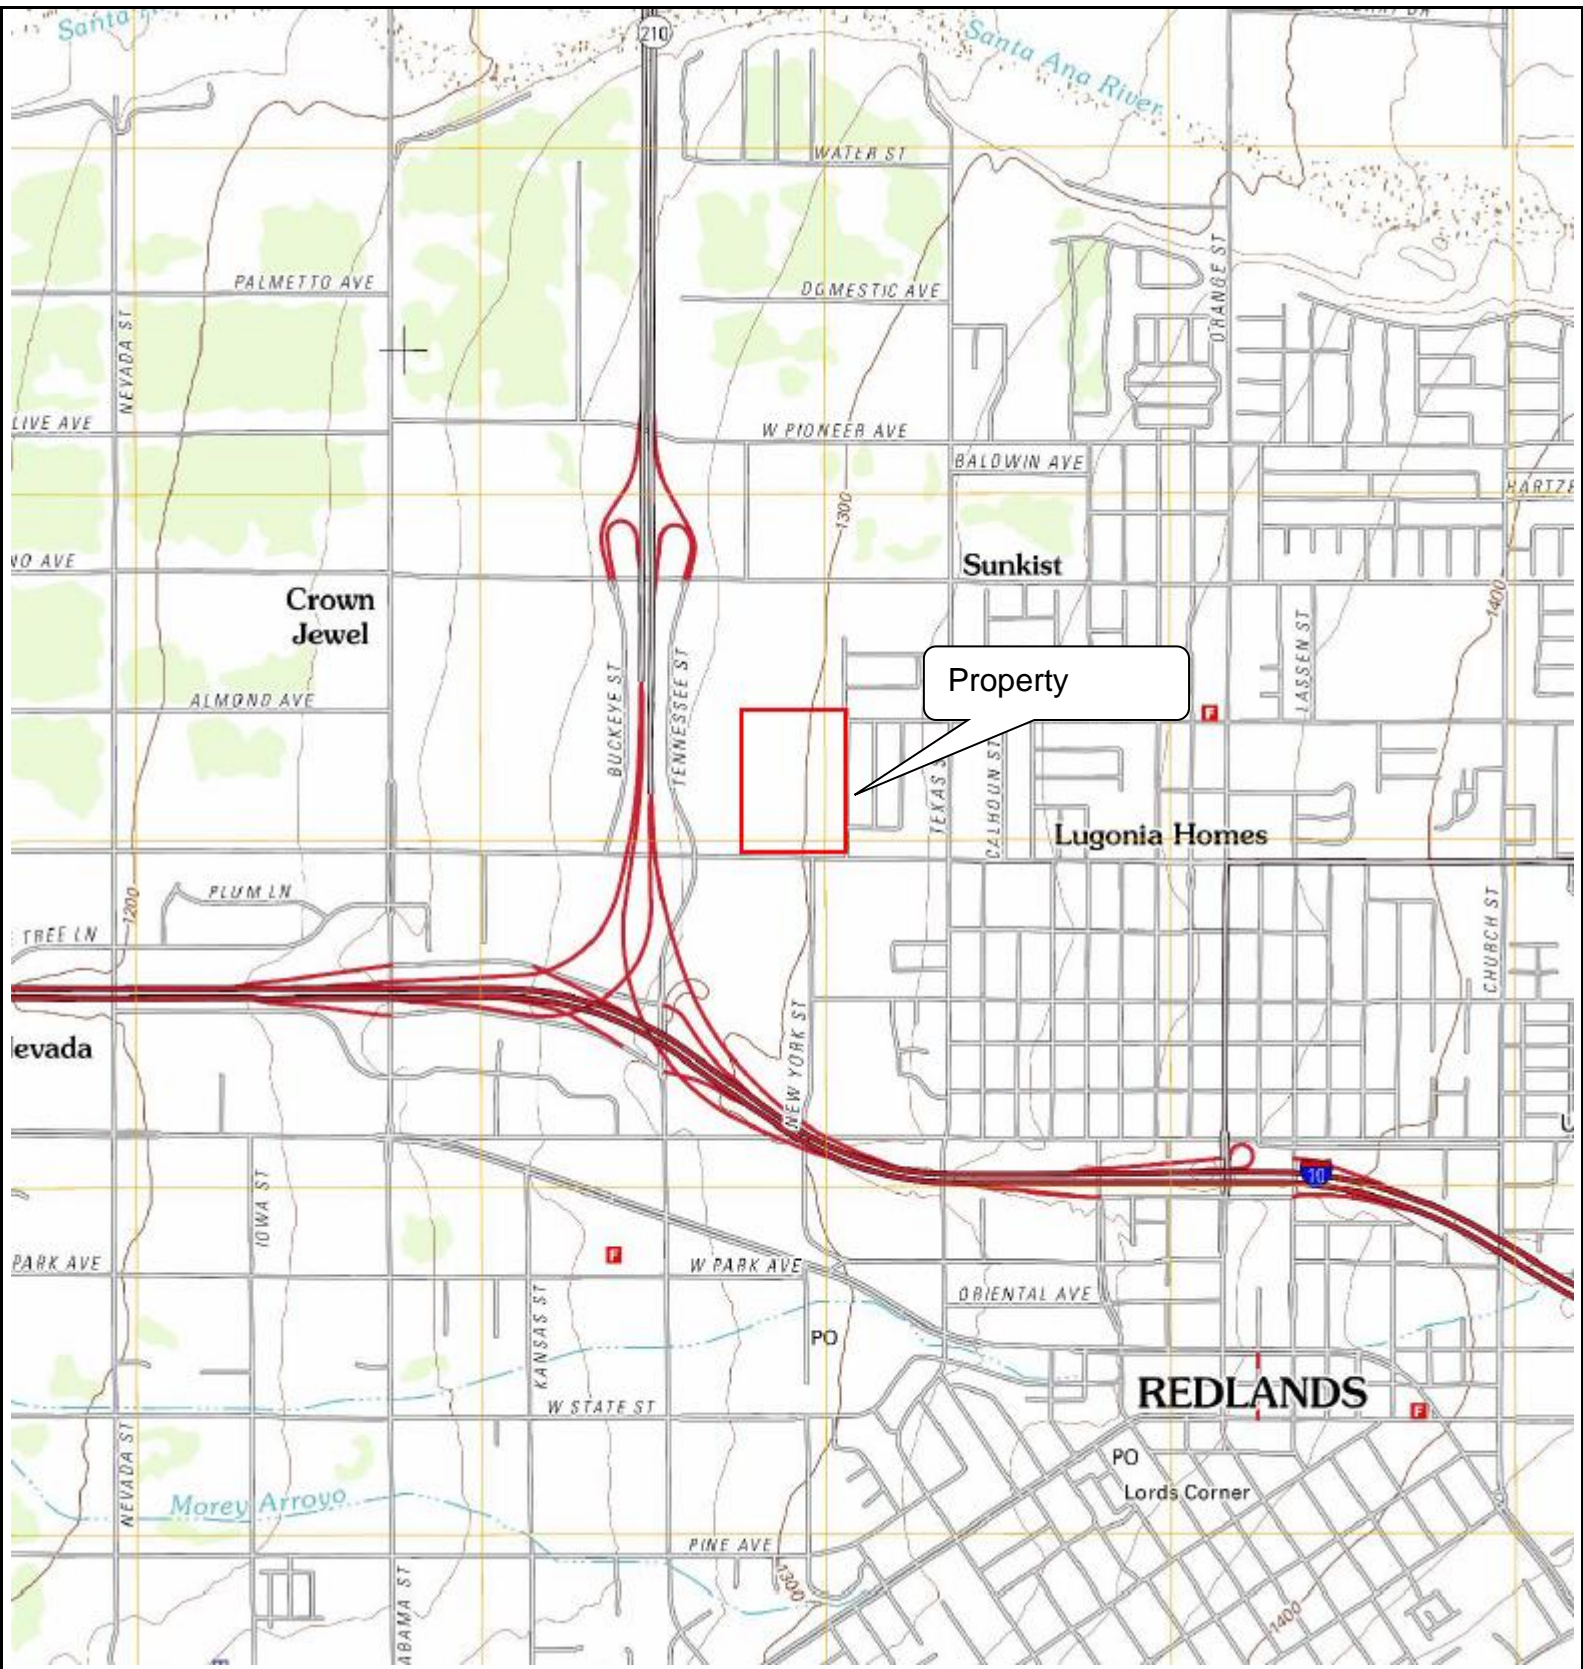 Santa
210
Santa Ana River
WATER ST
PALMETTO AVE
DOMESTIC AVE
ORANGE ST
NEVADA ST
LIVE AVE
W PIONEER AVE
BALDWIN AVE
1300
NO AVE
Sunkist
Crown
Jewel
1400
LASSEN ST
BUCKEYE ST
TENNESSEE ST
Property
ALMOND AVE
F
TEXAS S
CALHOUN ST
Lugonia Homes
PLUM LN
1200
TREE LN
CHURCH ST
NEW YORK ST
levada
10
IOWA ST
PARK AVE
F
W PARK AVE
KANSAS ST
ORIENTAL AVE
PO
REDLANDS
W STATE ST
F
NEVADA ST
PO
Lords Corner
Morey Arroyo
PINE AVE
1300
ABAMA ST
1400